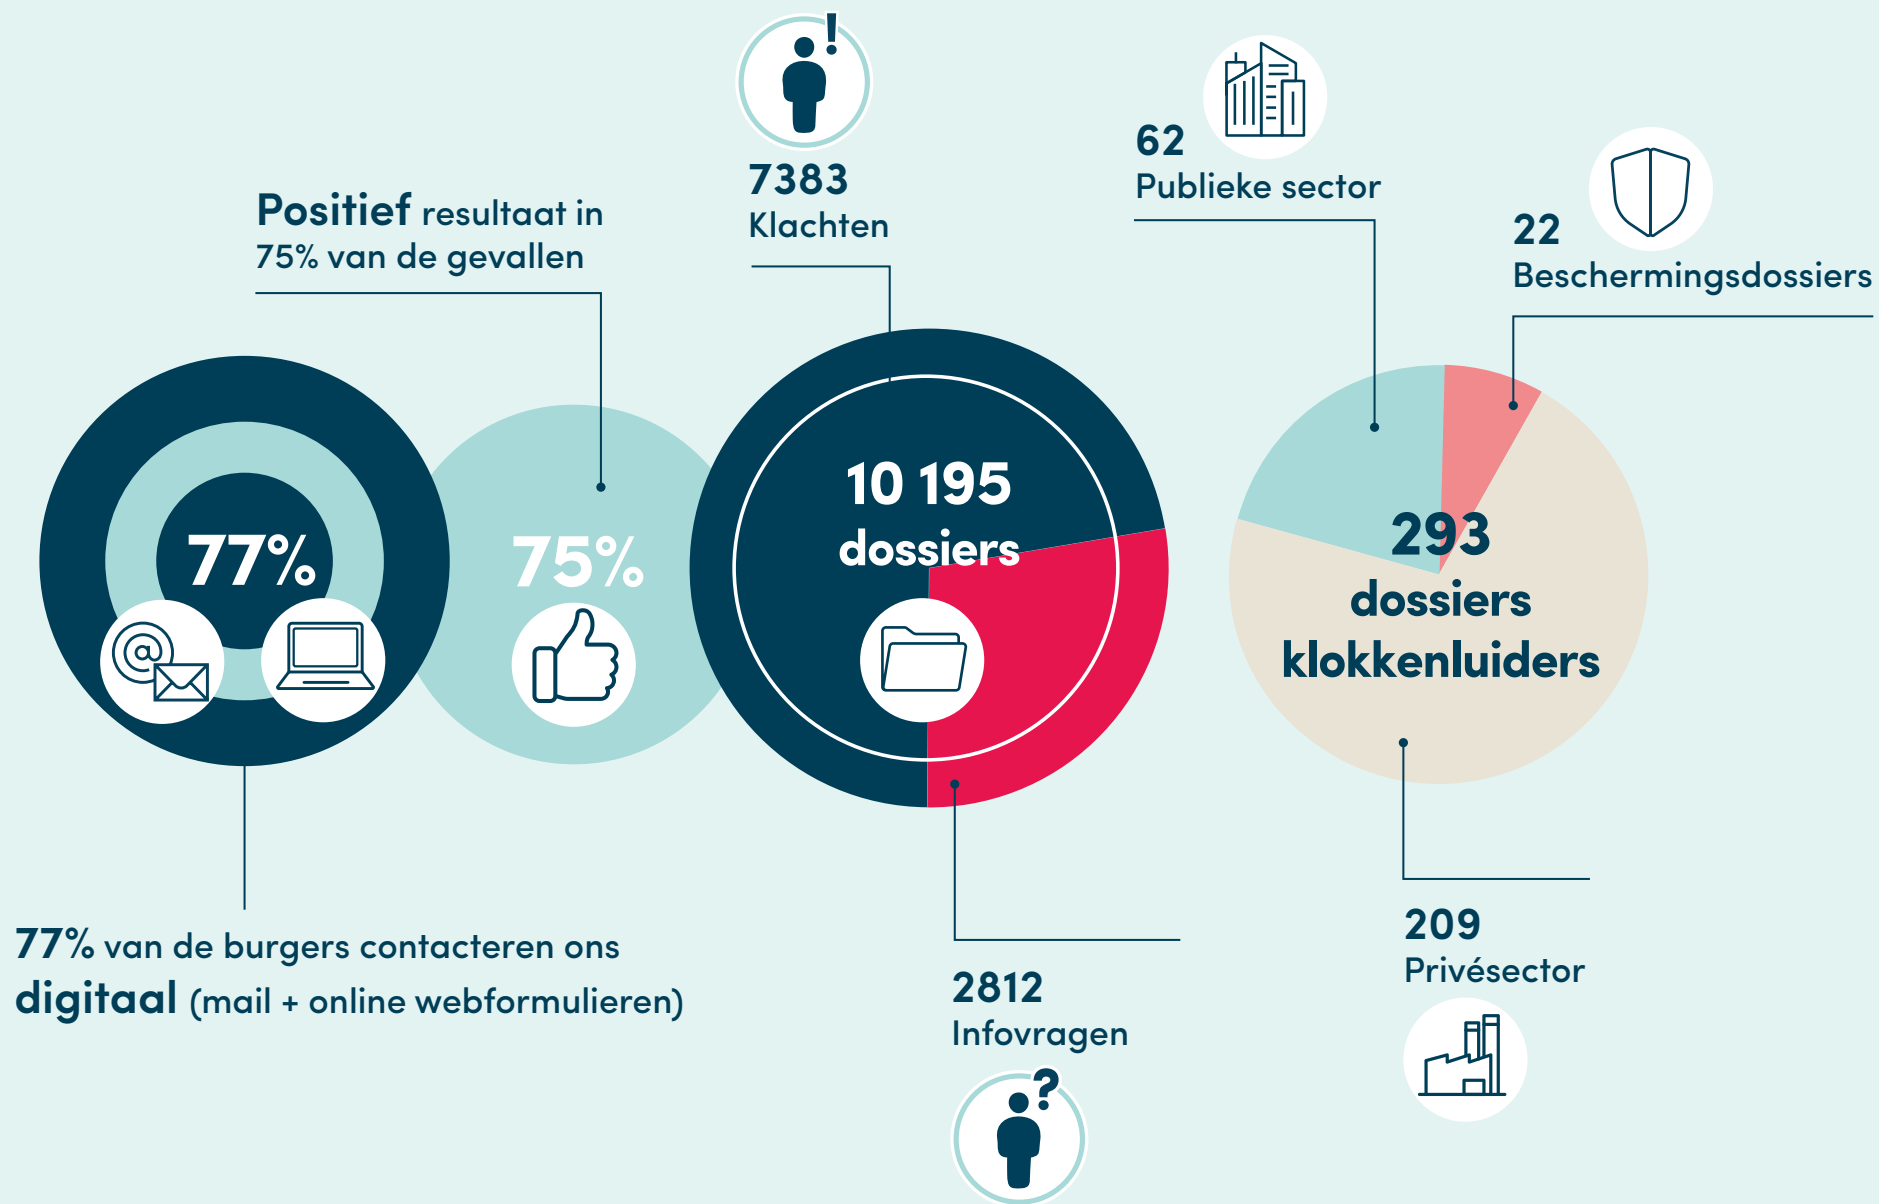 Positief resultaat in
75% van de gevallen
!
7383
Klachten
62
Publieke sector
22
Beschermingsdossiers
77%
75%
10 195
dossiers
293
dossiers
klokkenluiders
@
77% van de burgers contacteren ons
digitaal (mail + online webformulieren)
2812
Infovragen
?
209
Privésector